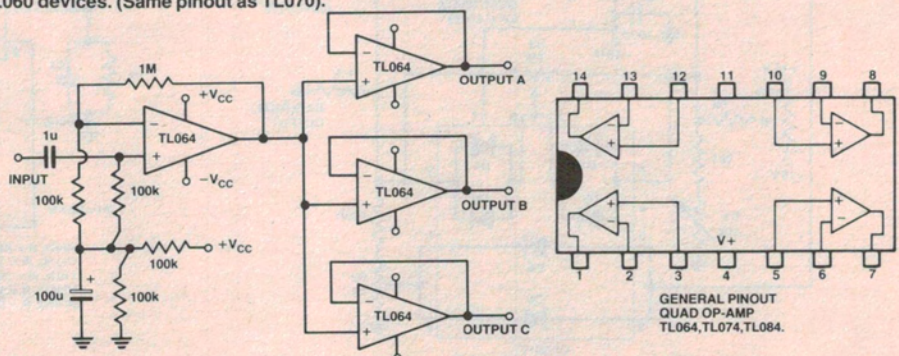 060 devices. (Same pinout as TL070).
1M
+VCC
TL064
−VCC
1u
INPUT
100k
100k
100k
+VCC
100u
+
100k
−
+
TL064
OUTPUT A
−
+
TL064
OUTPUT B
−
+
TL064
OUTPUT C
−
+
14 13 12 11 10 9 8
−
+
−
+
+
−
+
−
V+
1 2 3 4 5 6 7
GENERAL PINOUT
QUAD OP-AMP
TL064,TL074,TL084.